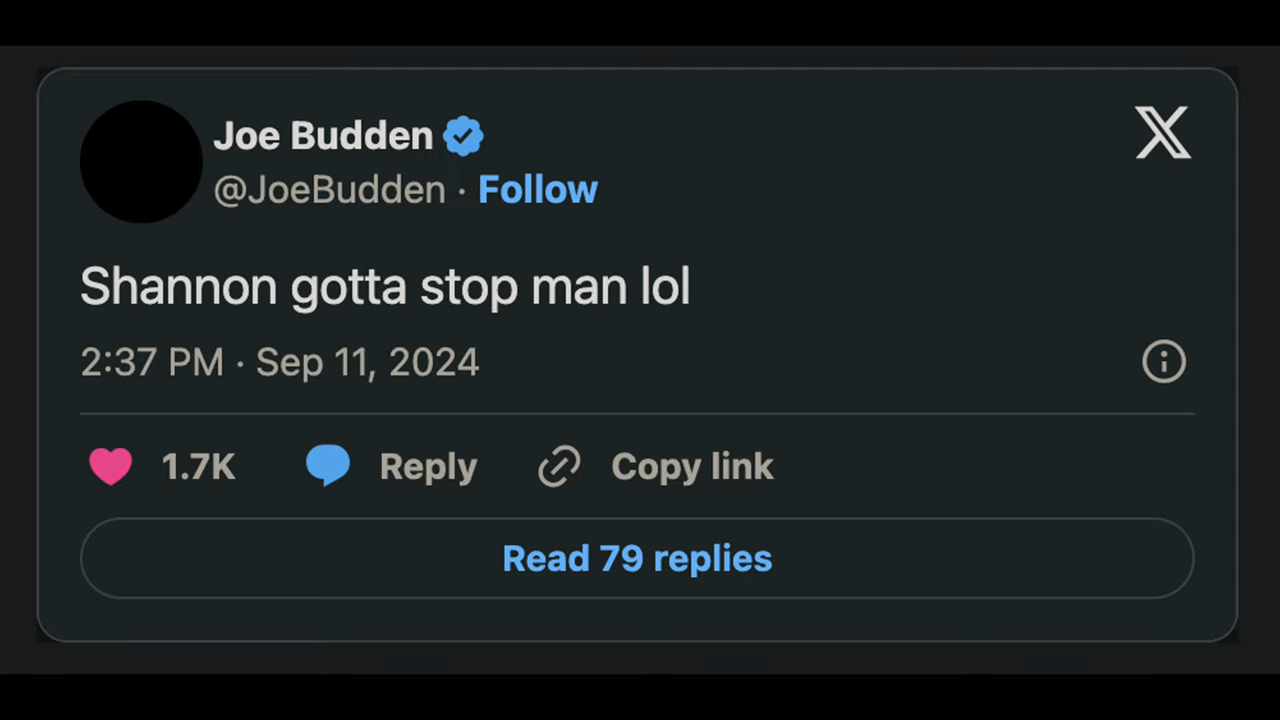 Joe Budden
@JoeBudden · Follow
Shannon gotta stop man lol
2:37 PM · Sep 11, 2024
1.7K Reply Copy link
Read 79 replies